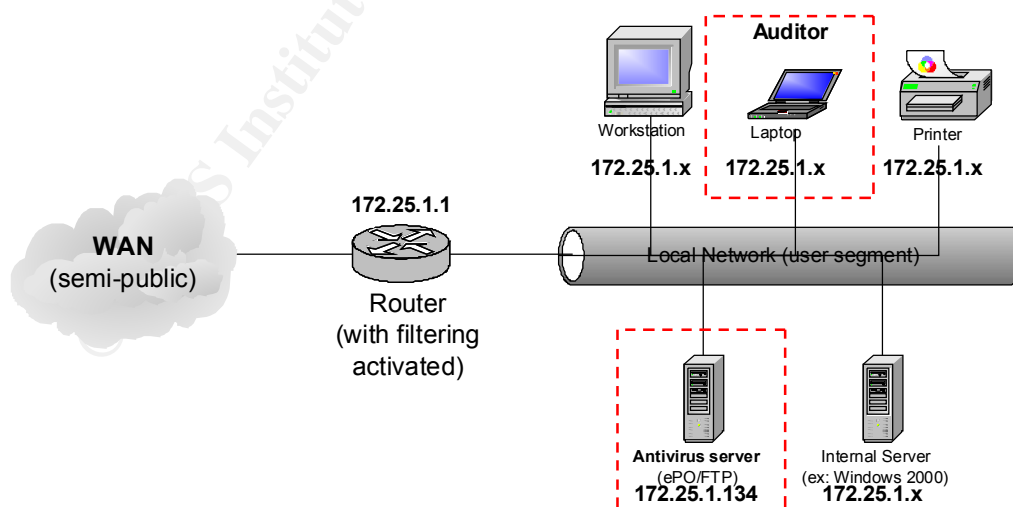 Auditor
Workstation
Laptop
Printer
172.25.1.x
172.25.1.x
172.25.1.x
172.25.1.1
WAN
(semi-public)
Router
(with filtering
activated)
Local Network (user segment)
Antivirus server
(ePO/FTP)
172.25.1.134
Internal Server
(ex: Windows 2000)
172.25.1.x
S Institu